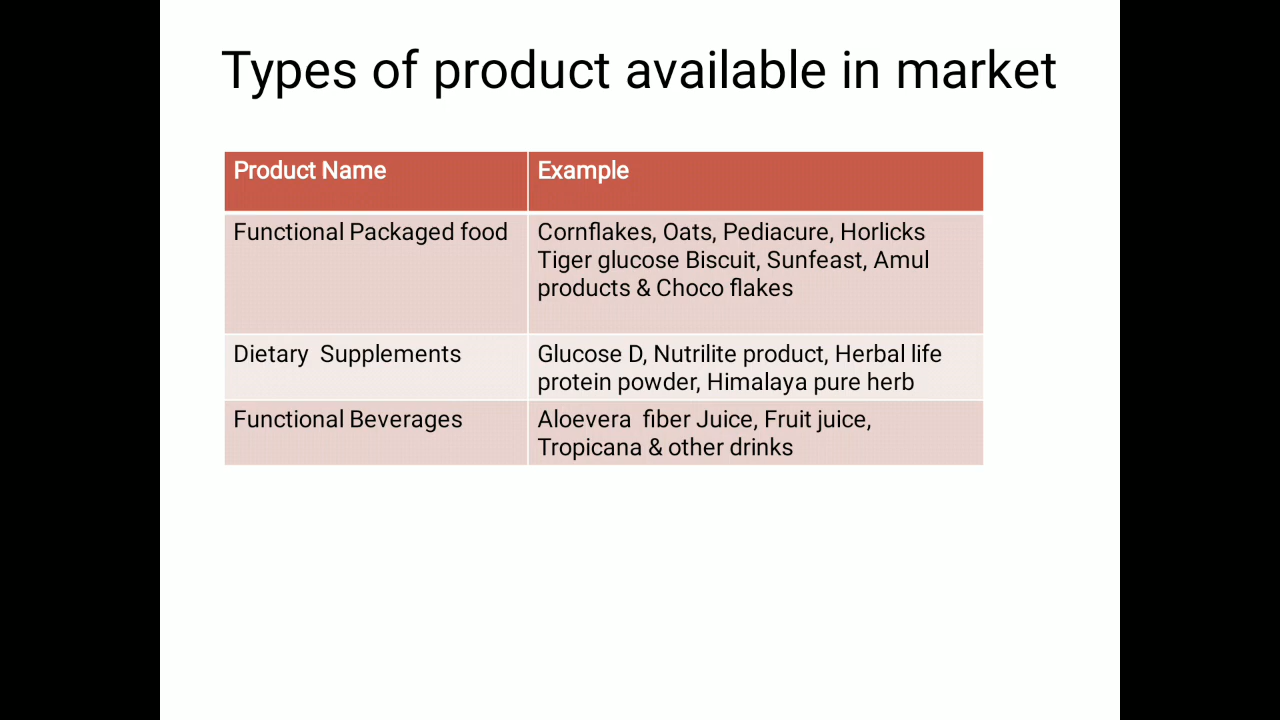 Types of product available in market
Product Name
Example
Functional Packaged food
Cornflakes, Oats, Pediacure, Horlicks
Tiger glucose Biscuit, Sunfeast, Amul
products & Choco flakes
Dietary  Supplements
Glucose D, Nutrilite product, Herbal life
protein powder, Himalaya pure herb
Functional Beverages
Aloevera  fiber Juice, Fruit juice,
Tropicana & other drinks